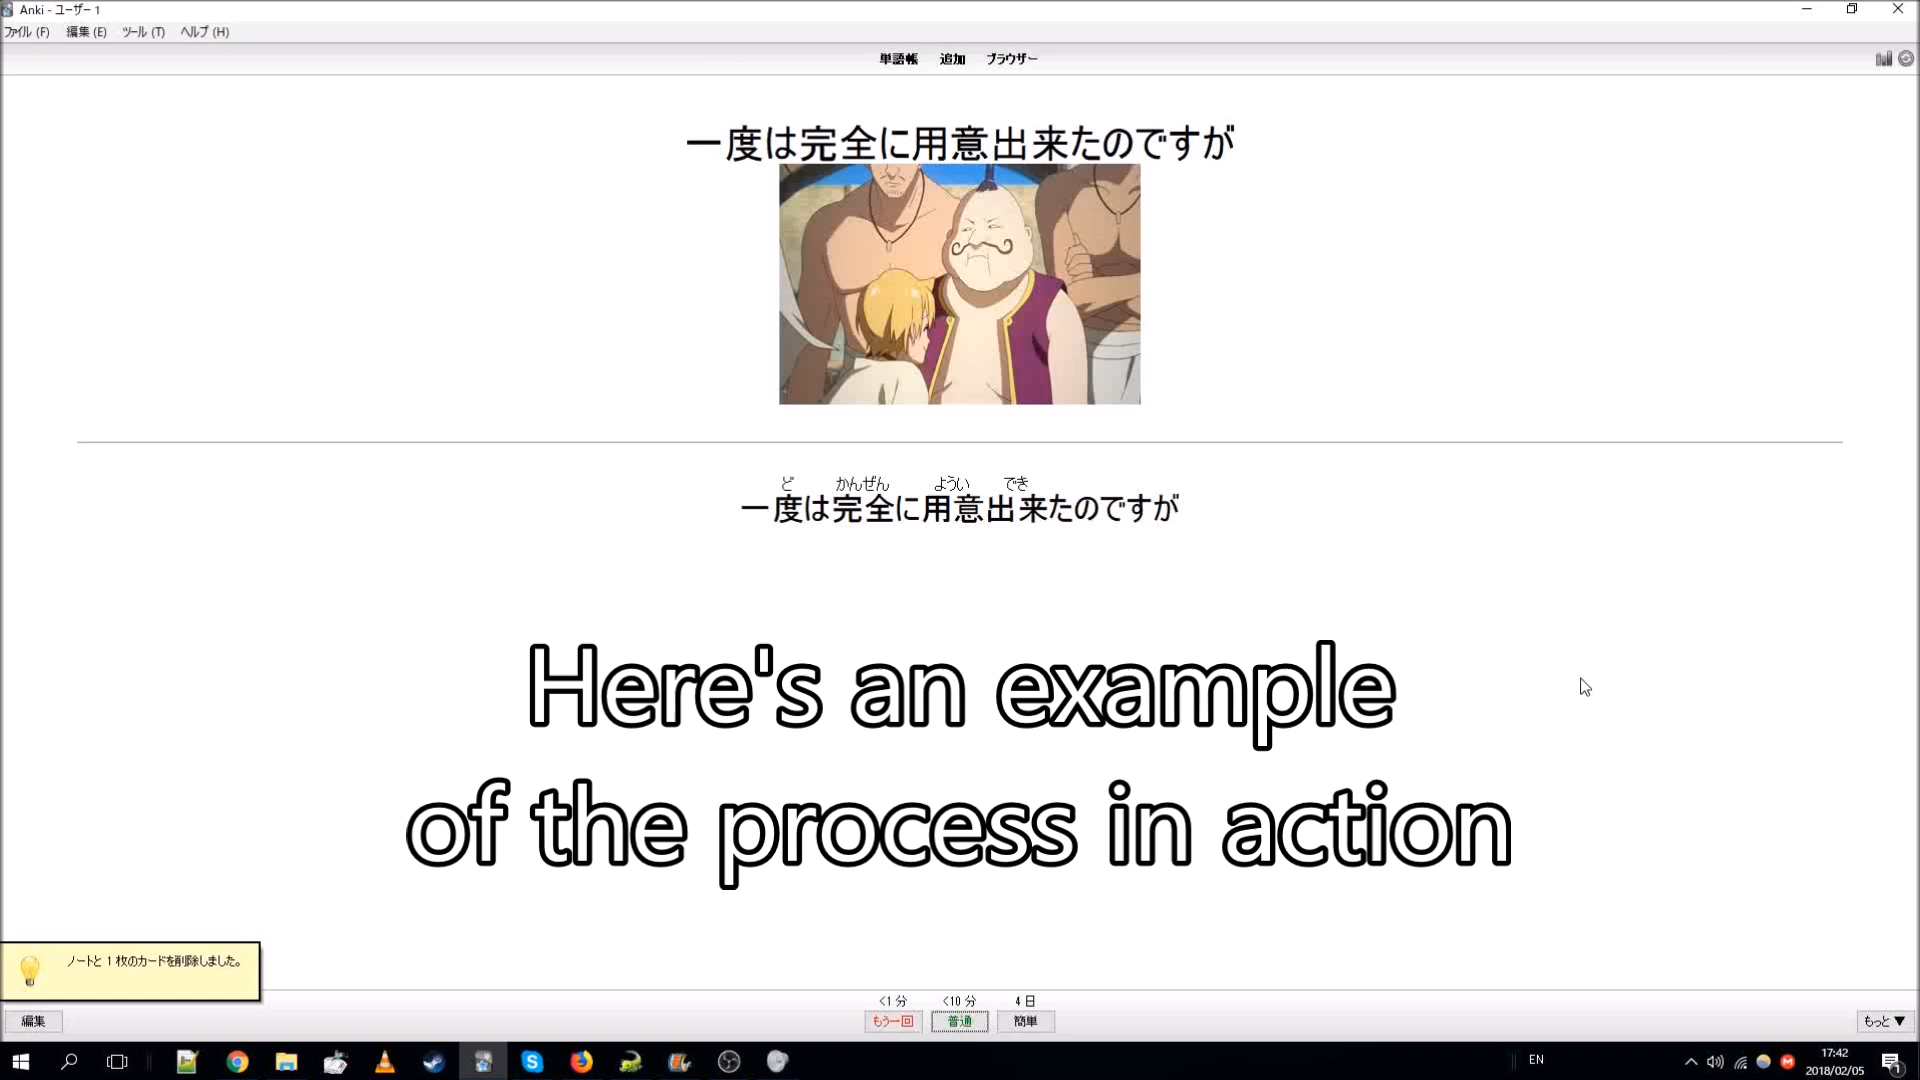 Anki - ユーザー 1
ファイル (F) 編集 (E) ツール (T) ヘルプ (H)
単語帳 追加 ブラウザー
一度は完全に用意出来たのですが
ど かんぜん ようい でき
一度は完全に用意出来たのですが
Here's an example
of the process in action
ノートと 1 枚のカードを削除しました。
<1 分 <10 分 4 日
編集 もう一回 普通 簡単 もっと ▼
EN
17:42
2018/02/05
1